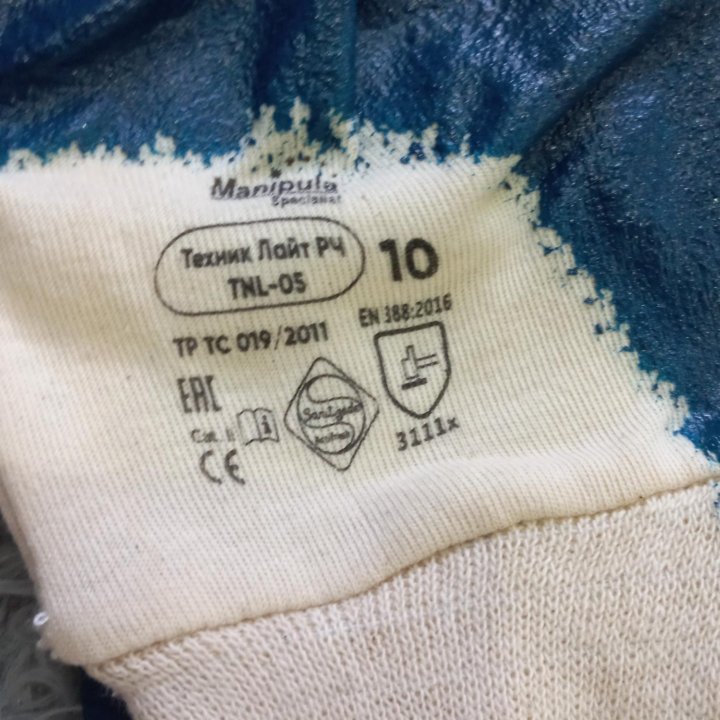 Manipula
Specialist
Техник Лайт РЧ
TNL-05
10
ТР ТС 019/2011
EN 388:2016
EAC
Cat. II
i
CE
Sanitized
3111x